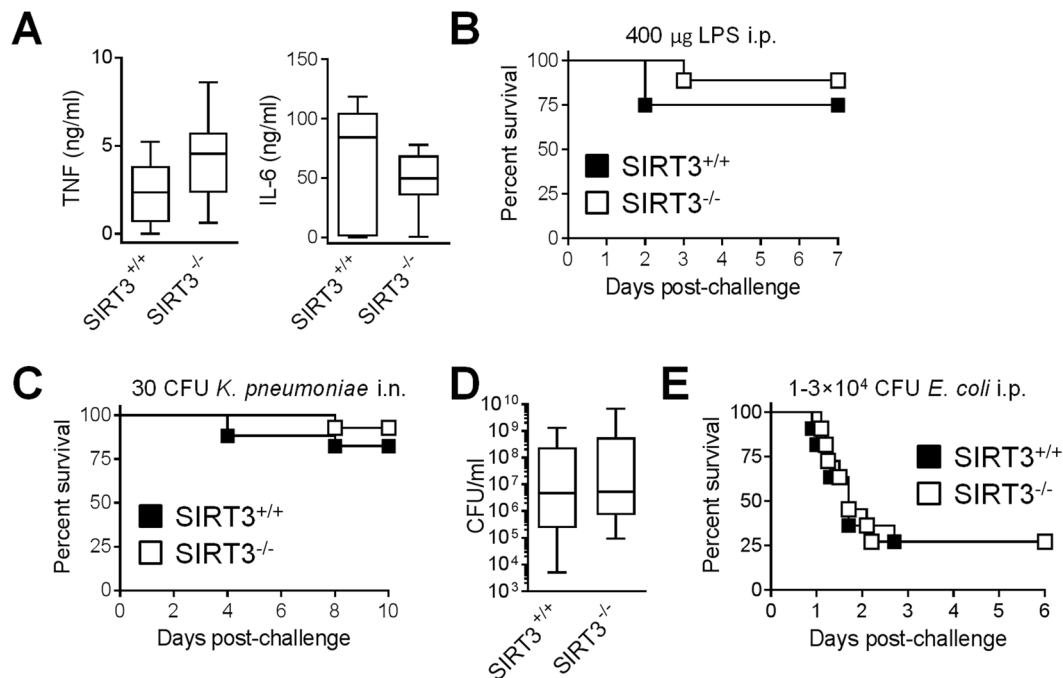 A
TNF (ng/ml)
10
5
0
SIRT3+/+
SIRT3-/-
IL-6 (ng/ml)
150
100
50
0
SIRT3+/+
SIRT3-/-
B
400 µg LPS i.p.
Percent survival
100
75
50
25
0
SIRT3+/+
SIRT3-/-
0 1 2 3 4 5 6 7
Days post-challenge
C
30 CFU K. pneumoniae i.n.
Percent survival
100
75
50
25
0
SIRT3+/+
SIRT3-/-
0 2 4 6 8 10
Days post-challenge
D
CFU/ml
10^10
10^9
10^8
10^7
10^6
10^5
10^4
10^3
SIRT3+/+
SIRT3-/-
E
1-3×10^4 CFU E. coli i.p.
Percent survival
100
75
50
25
0
SIRT3+/+
SIRT3-/-
0 1 2 3 4 5 6
Days post-challenge